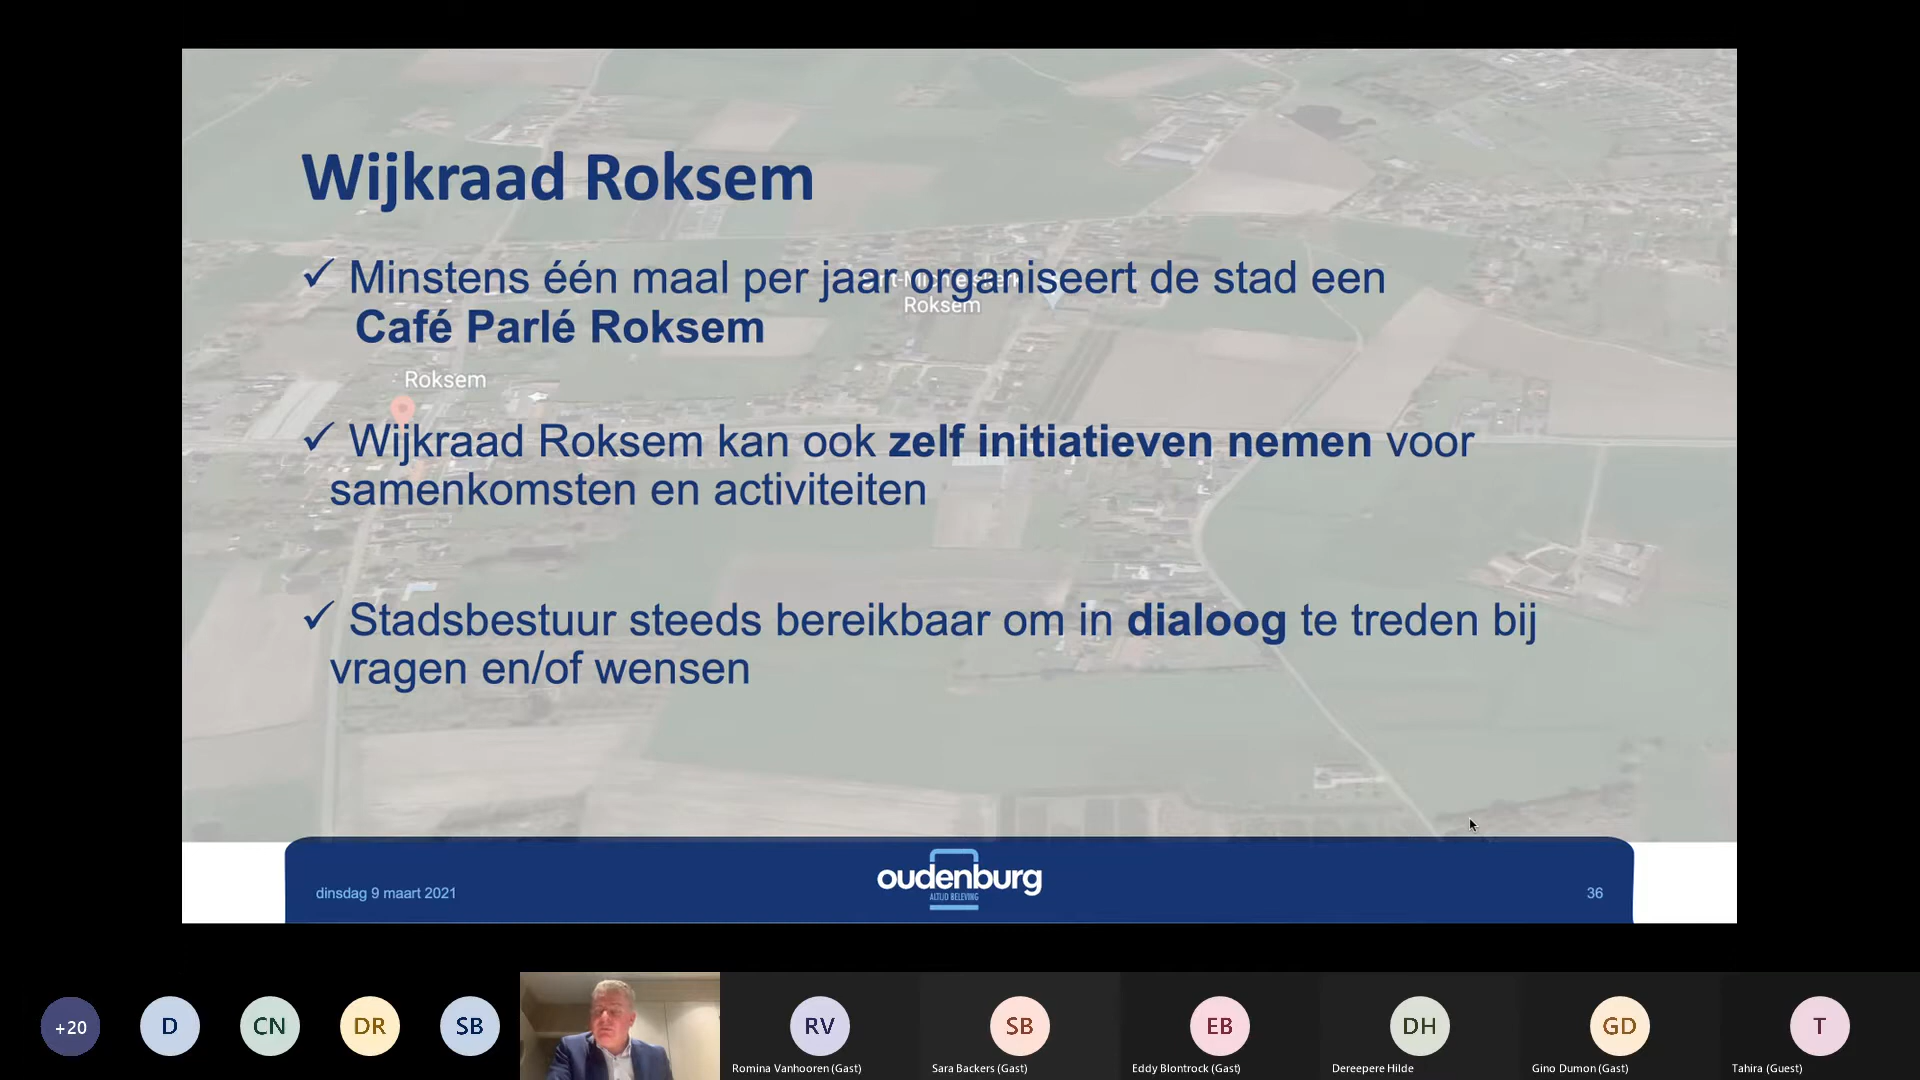 Wijkraad Roksem
✓ Minstens één maal per jaar organiseert de stad een
Café Parlé Roksem
Roksem
Roksem
✓ Wijkraad Roksem kan ook zelf initiatieven nemen voor
samenkomsten en activiteiten
✓ Stadsbestuur steeds bereikbaar om in dialoog te treden bij
vragen en/of wensen
dinsdag 9 maart 2021
oudenburg
ALTIJD BELEVING
36
+20
D
CN
DR
SB
RV
SB
EB
DH
GD
T
Romina Vanhooren (Gast)
Sara Backers (Gast)
Eddy Blontrock (Gast)
Dereepere Hilde
Gino Dumon (Gast)
Tahira (Guest)